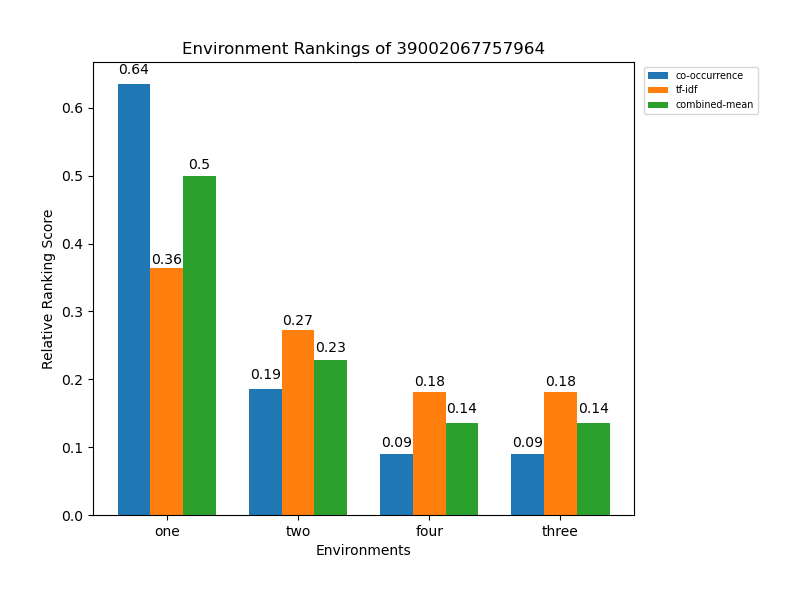 Environment Rankings of 39002067757964
co-occurrence
tf-idf
combined-mean
Relative Ranking Score
0.6
0.5
0.4
0.3
0.2
0.1
0.0
0.64
0.36
0.5
0.19
0.27
0.23
0.09
0.18
0.14
0.09
0.18
0.14
one two four three
Environments